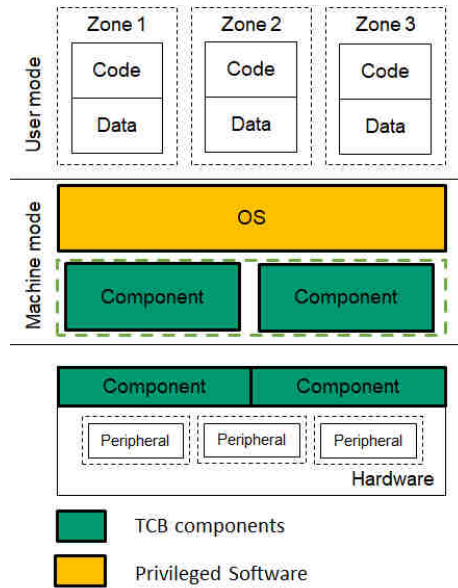 Zone 1 Zone 2 Zone 3
User mode
Code Code Code
Data Data Data
Machine mode
OS
Component Component
Component Component
Peripheral Peripheral Peripheral
Hardware
TCB components
Privileged Software